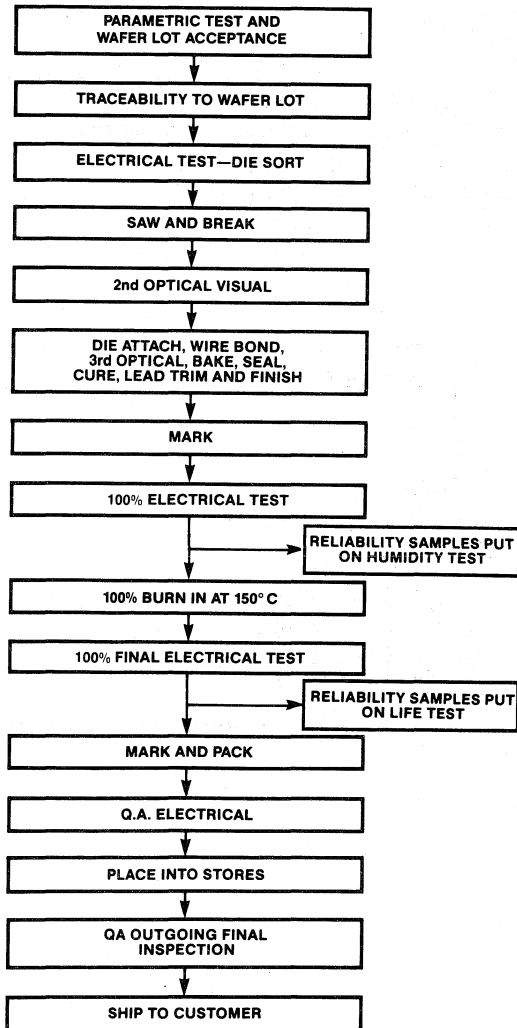 PARAMETRIC TEST AND
WAFER LOT ACCEPTANCE
TRACEABILITY TO WAFER LOT
ELECTRICAL TEST—DIE SORT
SAW AND BREAK
2nd OPTICAL VISUAL
DIE ATTACH, WIRE BOND,
3rd OPTICAL, BAKE, SEAL,
CURE, LEAD TRIM AND FINISH
MARK
100% ELECTRICAL TEST
RELIABILITY SAMPLES PUT
ON HUMIDITY TEST
100% BURN IN AT 150° C
100% FINAL ELECTRICAL TEST
RELIABILITY SAMPLES PUT
ON LIFE TEST
MARK AND PACK
Q.A. ELECTRICAL
PLACE INTO STORES
QA OUTGOING FINAL
INSPECTION
SHIP TO CUSTOMER